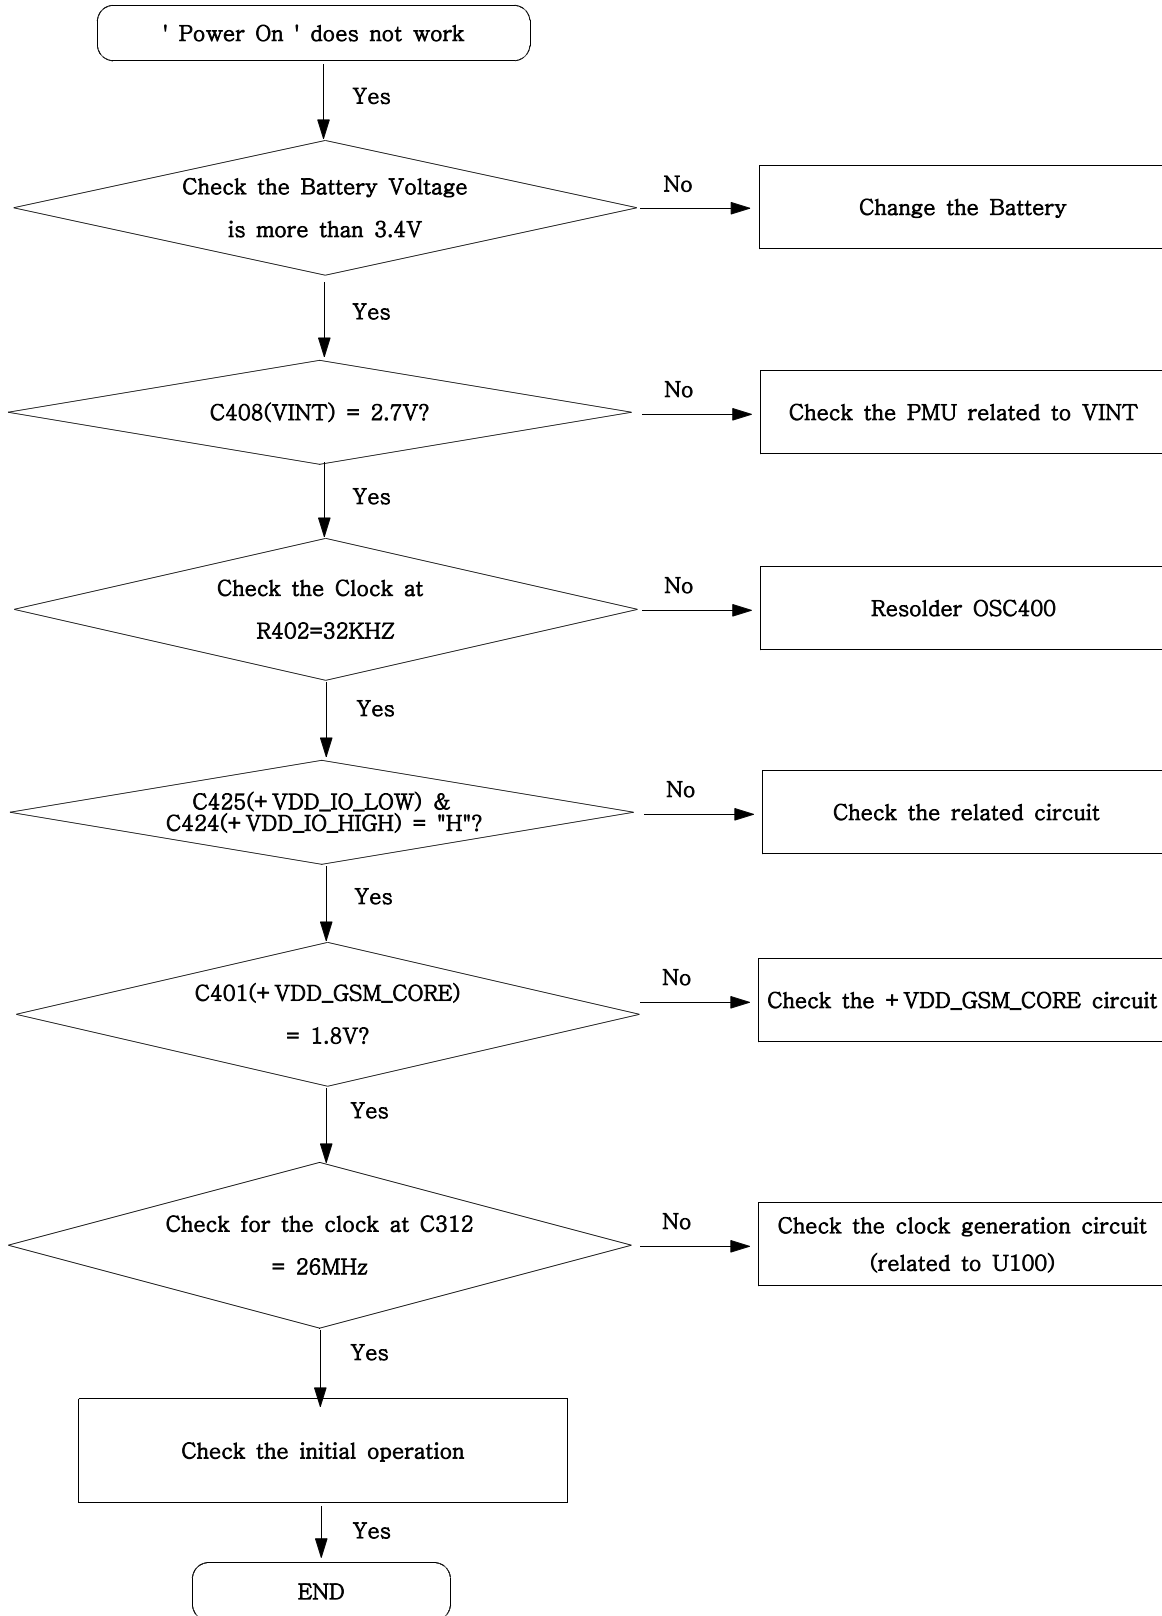 ' Power On ' does not work
Yes
Check the Battery Voltage
is more than 3.4V
No
Change the Battery
Yes
C408(VINT) = 2.7V?
No
Check the PMU related to VINT
Yes
Check the Clock at
R402=32KHZ
No
Resolder OSC400
Yes
C425(+VDD_IO_LOW) &
C424(+VDD_IO_HIGH) = "H"?
No
Check the related circuit
Yes
C401(+VDD_GSM_CORE)
= 1.8V?
No
Check the +VDD_GSM_CORE circuit
Yes
Check for the clock at C312
= 26MHz
No
Check the clock generation circuit
(related to U100)
Yes
Check the initial operation
Yes
END